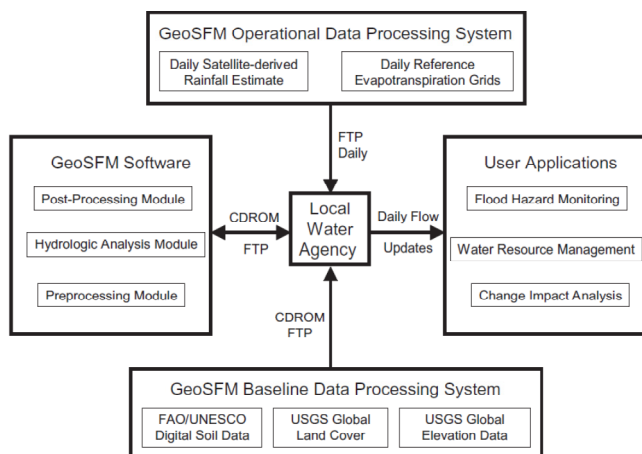 GeoSFM Operational Data Processing System
Daily Satellite-derived
Rainfall Estimate
Daily Reference
Evapotranspiration Grids
FTP
Daily
GeoSFM Software
Post-Processing Module
Hydrologic Analysis Module
Preprocessing Module
CDROM
FTP
Local
Water
Agency
Daily Flow
Updates
User Applications
Flood Hazard Monitoring
Water Resource Management
Change Impact Analysis
CDROM
FTP
GeoSFM Baseline Data Processing System
FAO/UNESCO
Digital Soil Data
USGS Global
Land Cover
USGS Global
Elevation Data